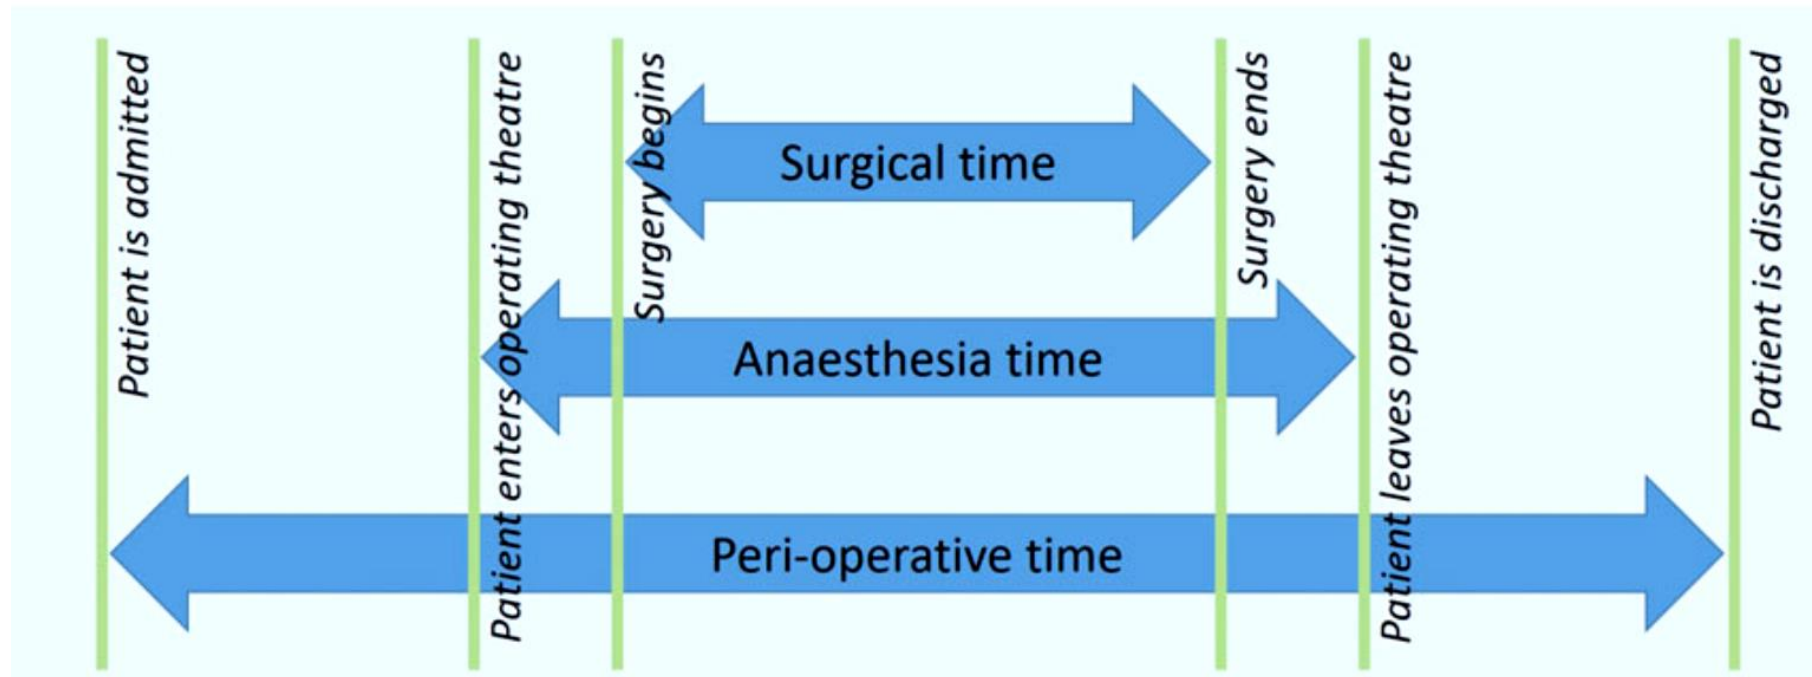 Patient is admitted
Patient enters operating theatre
Surgery begins
Surgical time
Surgery ends
Patient leaves operating theatre
Patient is discharged
Anaesthesia time
Peri-operative time